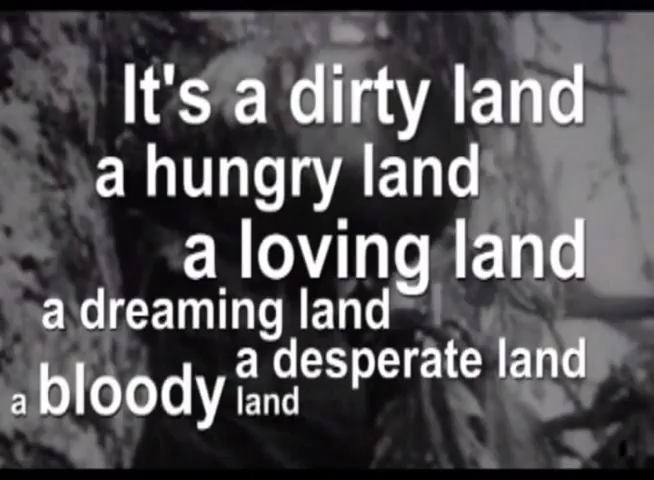 It's a dirty land
a hungry land
a loving land
a dreaming land
a desperate land
a bloody land